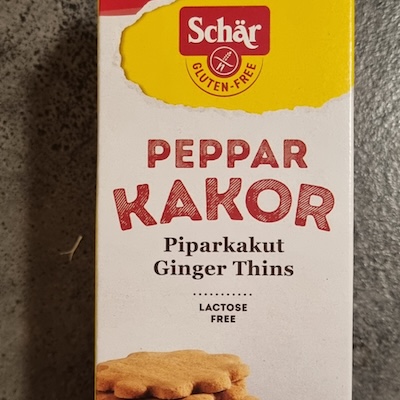 Schär
GLUTEN-FREE
PEPPAR
KAKOR
Piparkakut
Ginger Thins
LACTOSE
FREE